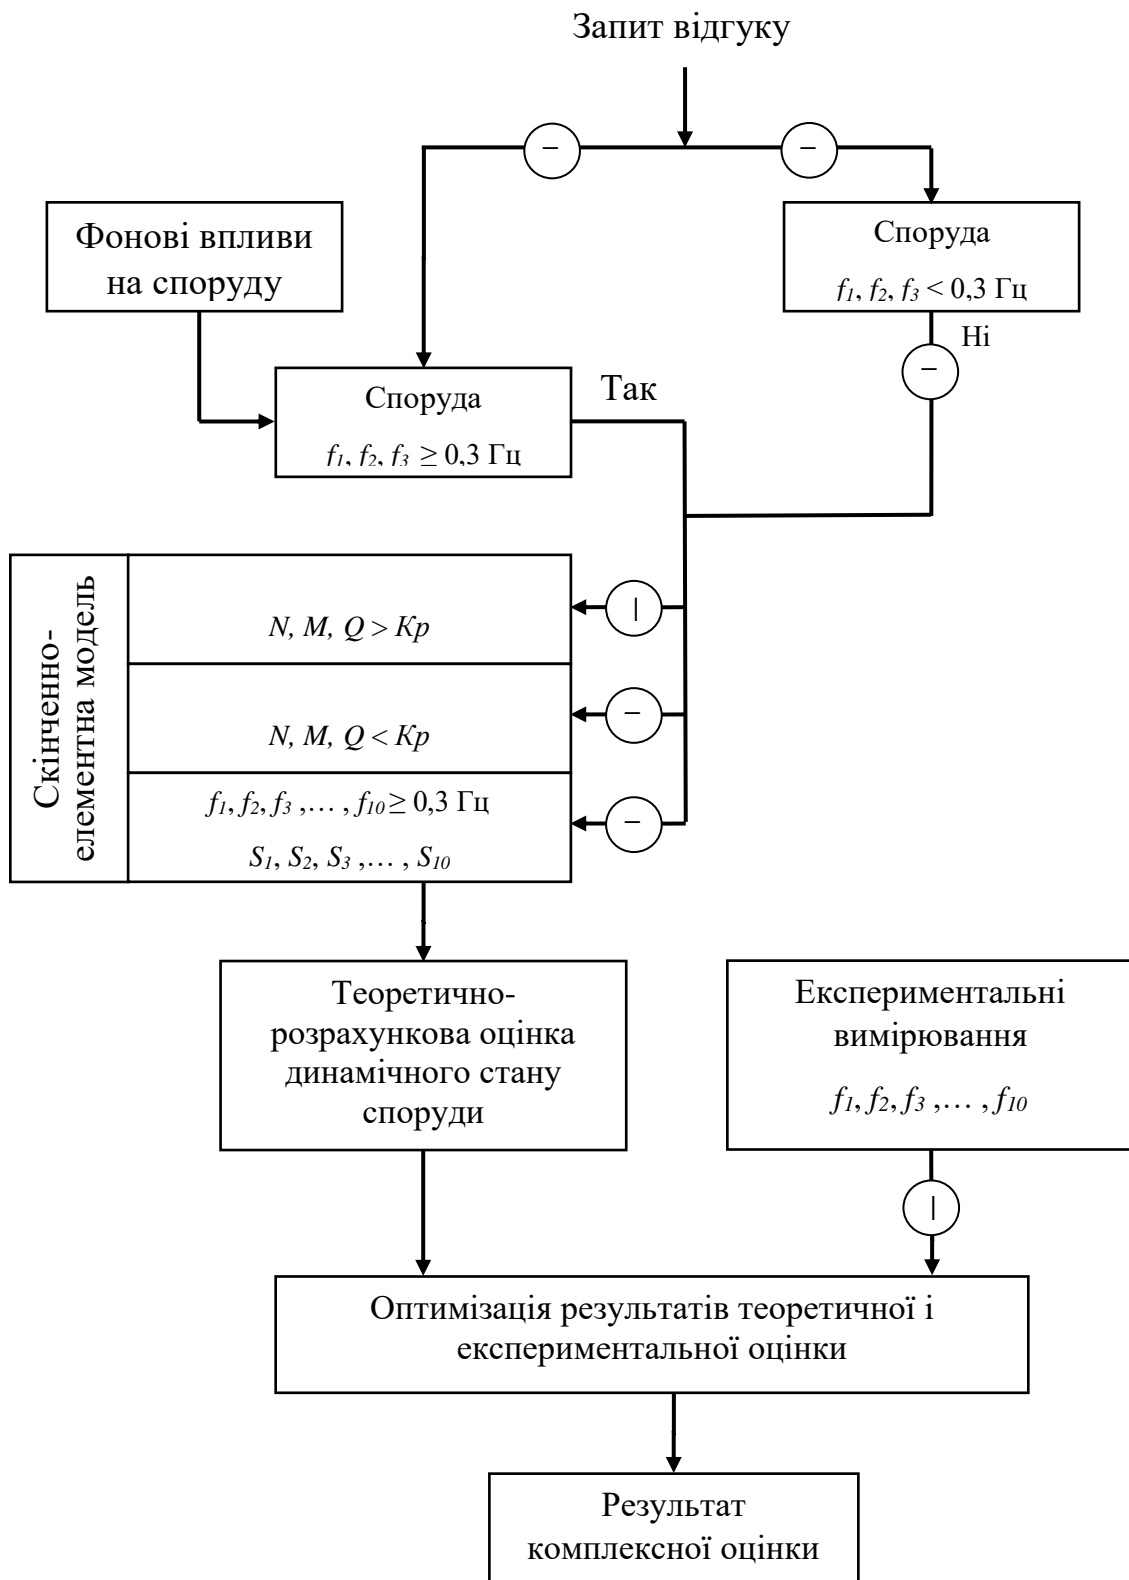 Запит відгуку
–
–
Фонові впливи
на споруду
Споруда
f1, f2, f3 < 0,3 Гц
Ні
–
Споруда
f1, f2, f3 ≥ 0,3 Гц
Так
Скінченно-
елементна модель
N, M, Q > Кр
|
N, M, Q < Кр
–
f1, f2, f3 ,… , f10 ≥ 0,3 Гц
S1, S2, S3 ,… , S10
–
Теоретично-
розрахункова оцінка
динамічного стану
споруди
Експериментальні
вимірювання
f1, f2, f3 ,… , f10
|
Оптимізація результатів теоретичної і
експериментальної оцінки
Результат
комплексної оцінки